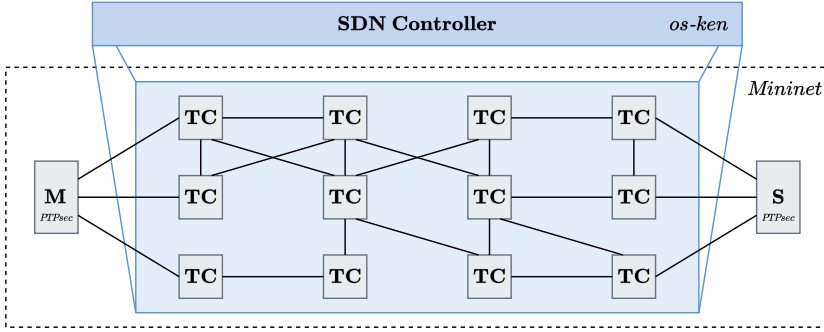 SDN Controller os-ken
Mininet
TC TC TC TC
M PTPsec
TC TC TC TC
S PTPsec
TC TC TC TC